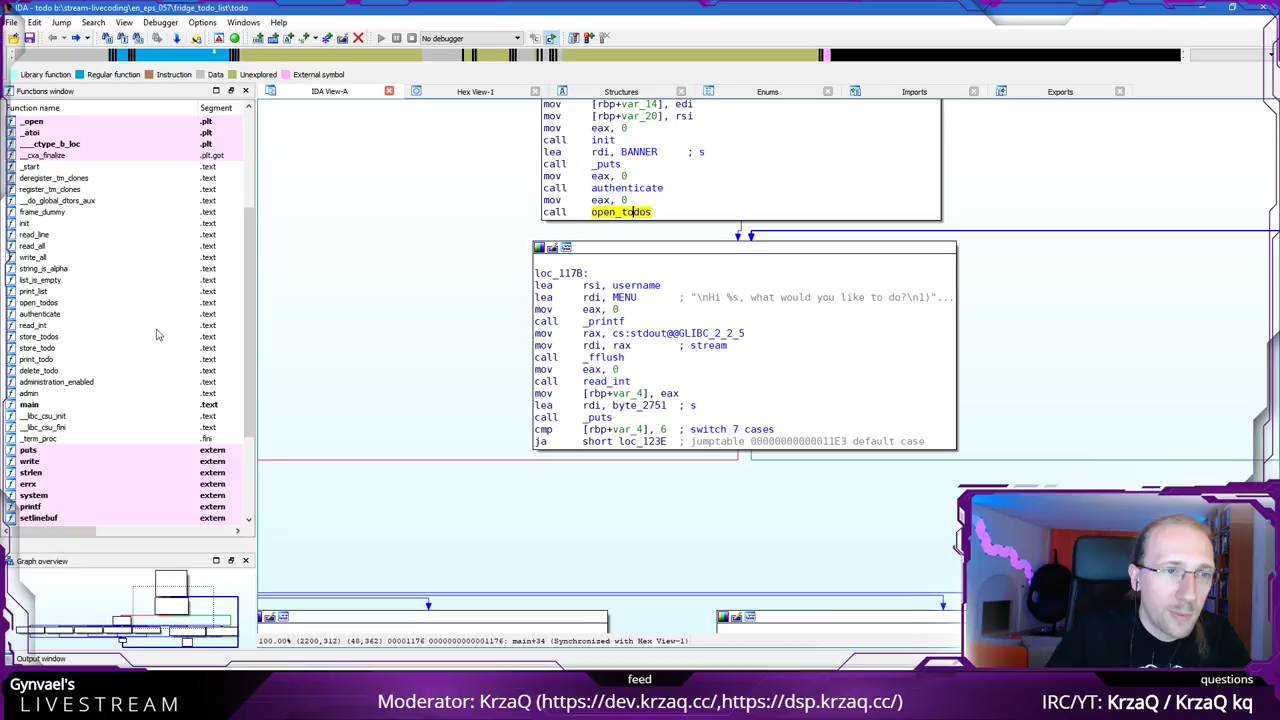 IDA - todo b:\stream-livecoding\en_eps_057\fridge_todo_list\todo
File Edit Jump Search View Debugger Options Windows Help
No debugger
Library function Regular function Instruction Data Unexplored External symbol
Functions window
IDA View-A Hex View-1 Structures Enums Imports Exports
Function name Segment
_open .plt
_atoi .plt
___ctype_b_loc .plt
__cxa_finalize .plt.got
_start .text
deregister_tm_clones .text
register_tm_clones .text
__do_global_dtors_aux .text
frame_dummy .text
init .text
read_line .text
read_all .text
write_all .text
string_is_alpha .text
list_is_empty .text
print_list .text
open_todos .text
authenticate .text
read_int .text
store_todos .text
store_todo .text
print_todo .text
delete_todo .text
administration_enabled .text
admin .text
main .text
__libc_csu_init .text
__libc_csu_fini .text
_term_proc .fini
puts extern
write extern
strlen extern
errx extern
system extern
printf extern
setlinebuf extern
mov [rbp+var_14], edi
mov [rbp+var_20], rsi
mov eax, 0
call init
lea rdi, BANNER ; s
call _puts
mov eax, 0
call authenticate
mov eax, 0
call open_todos
loc_117B:
lea rsi, username
lea rdi, MENU ; "\nHi %s, what would you like to do?\n1)"...
mov eax, 0
call _printf
mov rax, cs:stdout@@GLIBC_2_2_5
mov rdi, rax ; stream
call _fflush
mov eax, 0
call read_int
mov [rbp+var_4], eax
lea rdi, byte_2751 ; s
call _puts
cmp [rbp+var_4], 6 ; switch 7 cases
ja short loc_123E ; jumptable 00000000000011E3 default case
Graph overview
100.00% (2200,312) (48,362) 00001176 0000000000001176: main+34 (Synchronized with Hex View-1)
Output window
Gynvael's
LIVESTREAM
feed
questions
Moderator: KrzaQ (https://dev.krzaq.cc/,https://dsp.krzaq.cc/)
IRC/YT: KrzaQ / KrzaQ kq